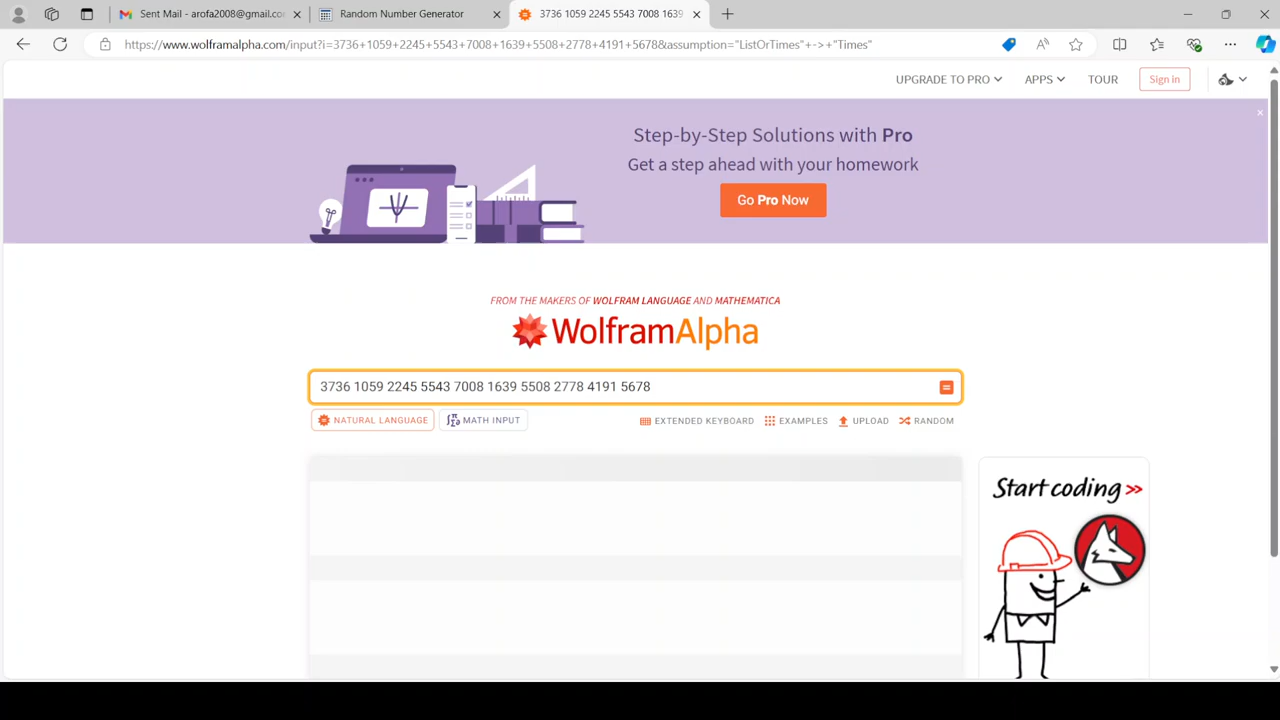 Sent Mail - arofa2008@gmail.co
Random Number Generator
3736 1059 2245 5543 7008 1639
https://www.wolframalpha.com/input?i=3736+1059+2245+5543+7008+1639+5508+2778+4191+5678&assumption="ListOrTimes"+->+"Times"
UPGRADE TO PRO
APPS
TOUR
Sign in
Step-by-Step Solutions with Pro
Get a step ahead with your homework
Go Pro Now
FROM THE MAKERS OF WOLFRAM LANGUAGE AND MATHEMATICA
WolframAlpha
3736 1059 2245 5543 7008 1639 5508 2778 4191 5678
NATURAL LANGUAGE
MATH INPUT
EXTENDED KEYBOARD
EXAMPLES
UPLOAD
RANDOM
Start coding >>